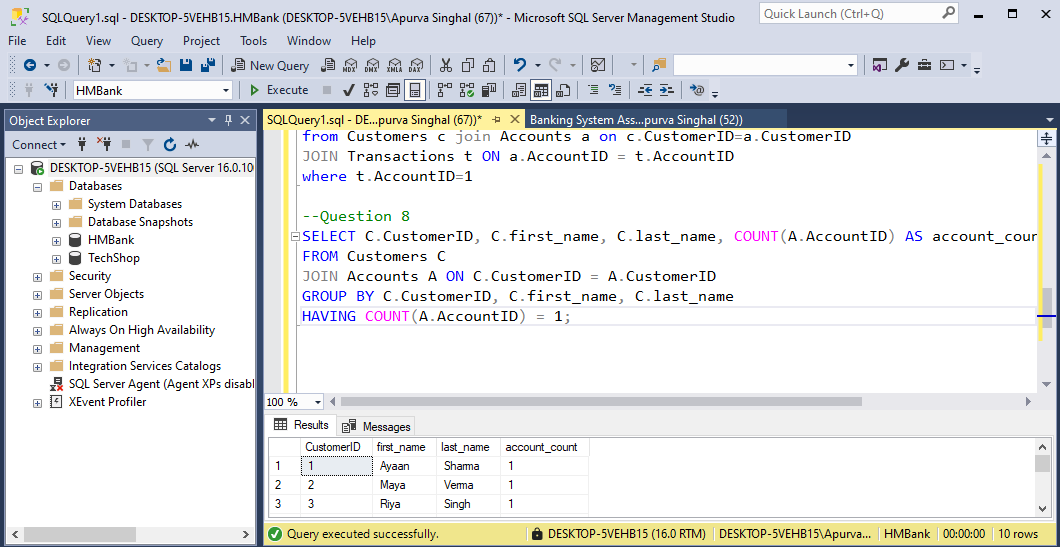 SQLQuery1.sql - DESKTOP-5VEHB15.HMBank (DESKTOP-5VEHB15\Apurva Singhal (67))* - Microsoft SQL Server Management Studio
Quick Launch (Ctrl+Q)
File Edit View Query Project Tools Window Help
New Query MDX DMX XMLA DAX
HMBank Execute
Object Explorer
Connect
DESKTOP-5VEHB15 (SQL Server 16.0.10
Databases
System Databases
Database Snapshots
HMBank
TechShop
Security
Server Objects
Replication
Always On High Availability
Management
Integration Services Catalogs
SQL Server Agent (Agent XPs disabl
XEvent Profiler
SQLQuery1.sql - DE...purva Singhal (67))* Banking System Ass...purva Singhal (52))
from Customers c join Accounts a on c.CustomerID=a.CustomerID
JOIN Transactions t ON a.AccountID = t.AccountID
where t.AccountID=1
--Question 8
SELECT C.CustomerID, C.first_name, C.last_name, COUNT(A.AccountID) AS account_coun
FROM Customers C
JOIN Accounts A ON C.CustomerID = A.CustomerID
GROUP BY C.CustomerID, C.first_name, C.last_name
HAVING COUNT(A.AccountID) = 1;
100 %
Results Messages
CustomerID first_name last_name account_count
1 1 Ayaan Sharma 1
2 2 Maya Verma 1
3 3 Riya Singh 1
Query executed successfully. DESKTOP-5VEHB15 (16.0 RTM) DESKTOP-5VEHB15\Apurva... HMBank 00:00:00 10 rows